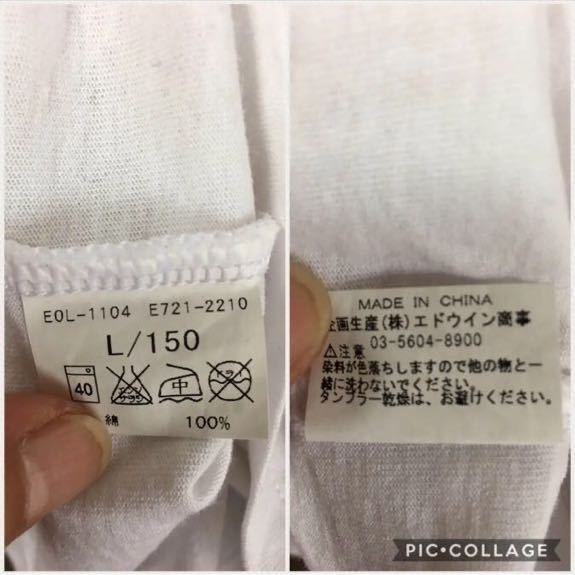 EOL-1104 E721-2210
L/150
40 中
綿 100%
MADE IN CHINA
企画生産(株)エドウイン商事
03-5604-8900
⚠注意
染料が色落ちしますので他の物と一
緒に洗わないでください。
タンブラー乾燥は、お避けください。
PIC•COLLAGE